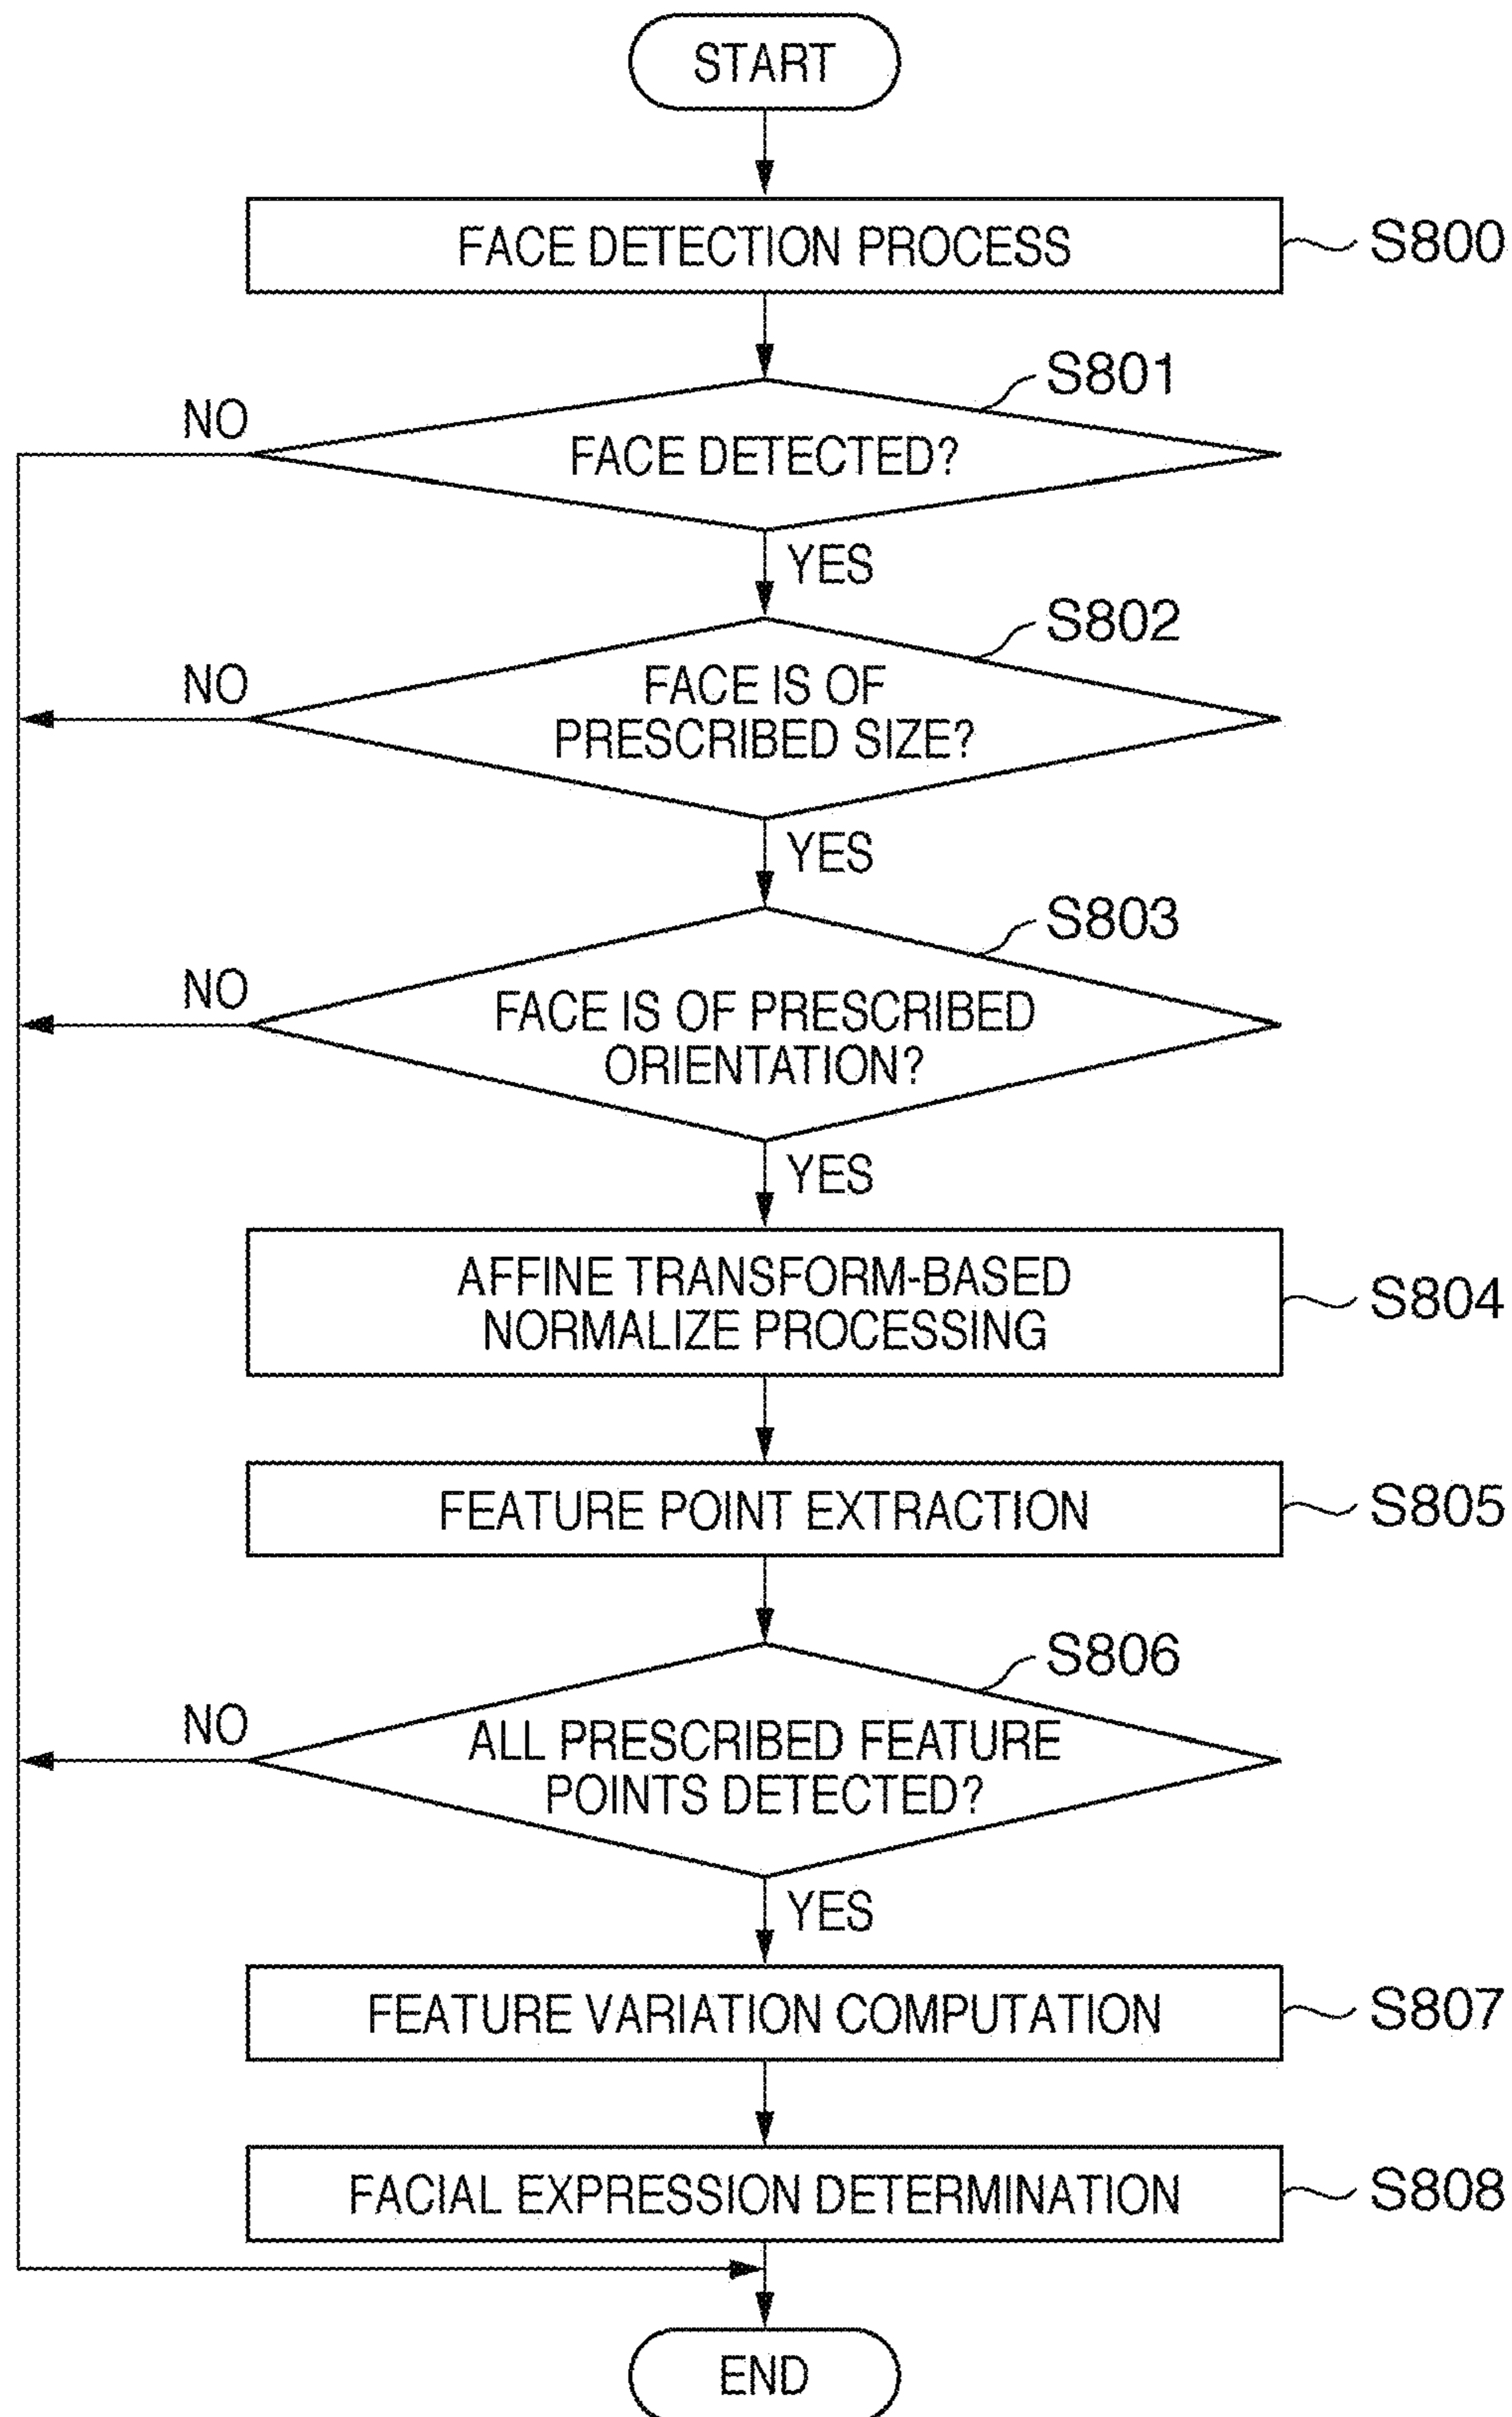 START
FACE DETECTION PROCESS
S800
S801
NO
FACE DETECTED?
YES
S802
NO
FACE IS OF
PRESCRIBED SIZE?
YES
S803
NO
FACE IS OF PRESCRIBED
ORIENTATION?
YES
AFFINE TRANSFORM-BASED
NORMALIZE PROCESSING
S804
FEATURE POINT EXTRACTION
S805
S806
NO
ALL PRESCRIBED FEATURE
POINTS DETECTED?
YES
FEATURE VARIATION COMPUTATION
S807
FACIAL EXPRESSION DETERMINATION
S808
END